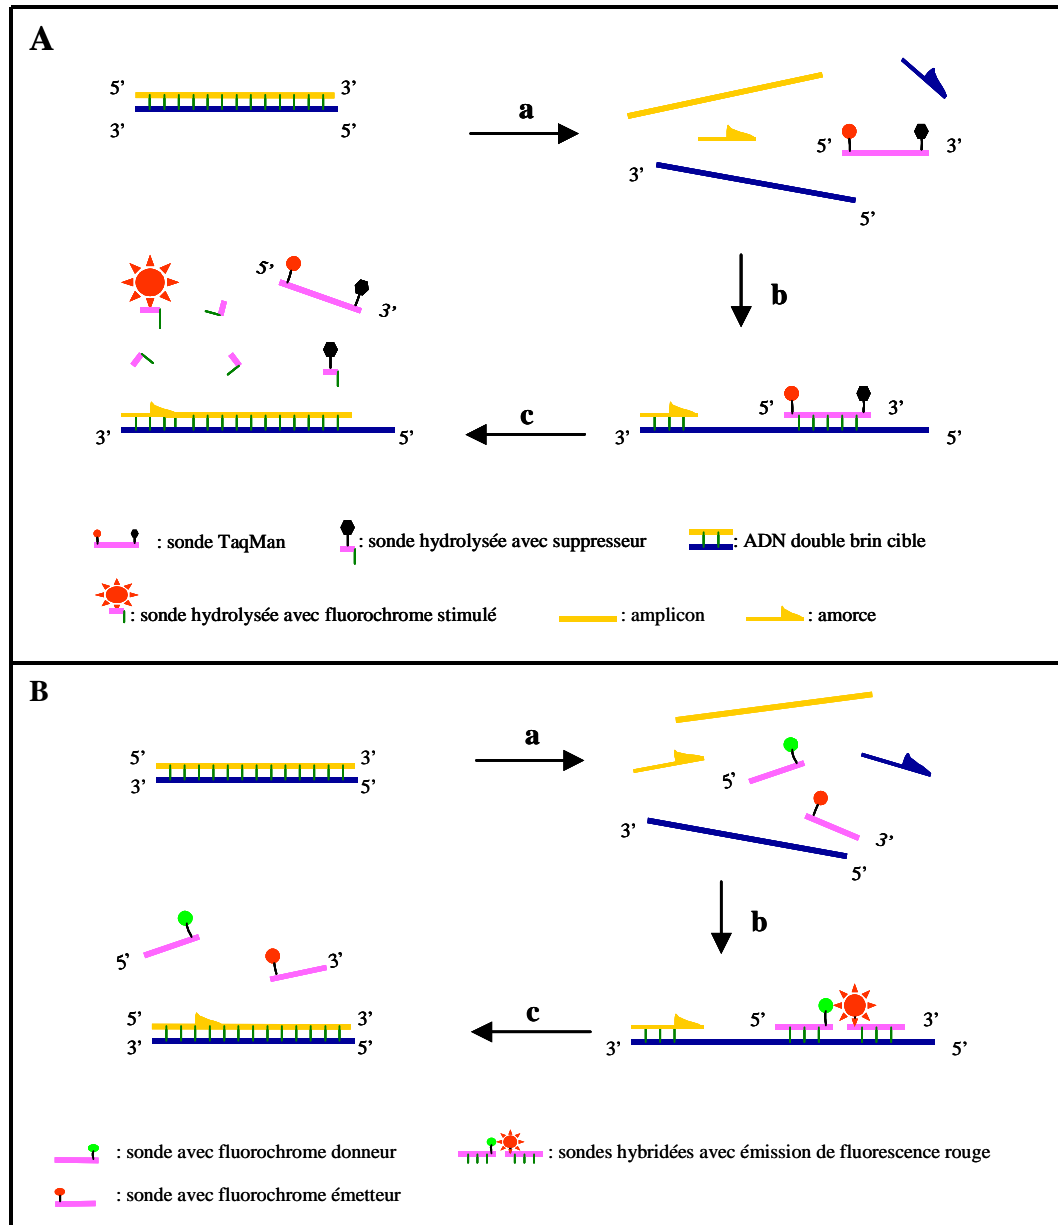 A
5’ 3’
3’ 5’
a
5’ 3’
3’
5’
b
5’
3’
5’ 3’
3’ 5’
c
3’ 5’
: sonde TaqMan : sonde hydrolysée avec suppresseur : ADN double brin cible
: sonde hydrolysée avec fluorochrome stimulé : amplicon : amorce
B
5’ 3’
3’ 5’
a
5’
3’ 3’
5’
b
5’ 3’
5’ 3’
3’ 5’
c
5’ 3’
3’ 5’
: sonde avec fluorochrome donneur : sondes hybridées avec émission de fluorescence rouge
: sonde avec fluorochrome émetteur